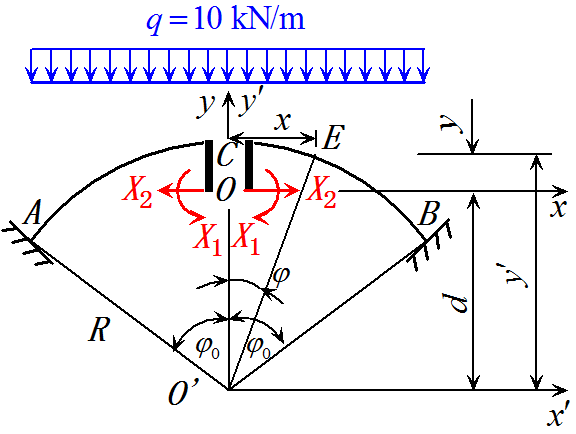 q = 10 kN/m
y y′ x y
C E
X₂ O X₂ x
A B
X₁ X₁
φ d y′
R φ₀ φ₀
O' x′